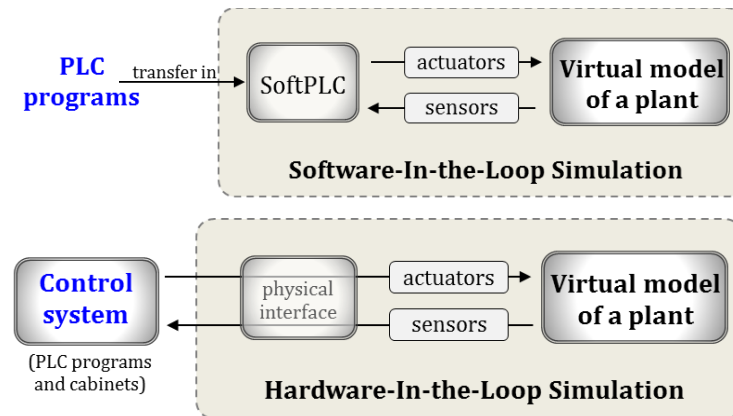 PLC
programs
transfer in
SoftPLC
actuators
sensors
Virtual model
of a plant
Software-In-the-Loop Simulation
Control
system
(PLC programs
and cabinets)
physical
interface
actuators
sensors
Virtual model
of a plant
Hardware-In-the-Loop Simulation